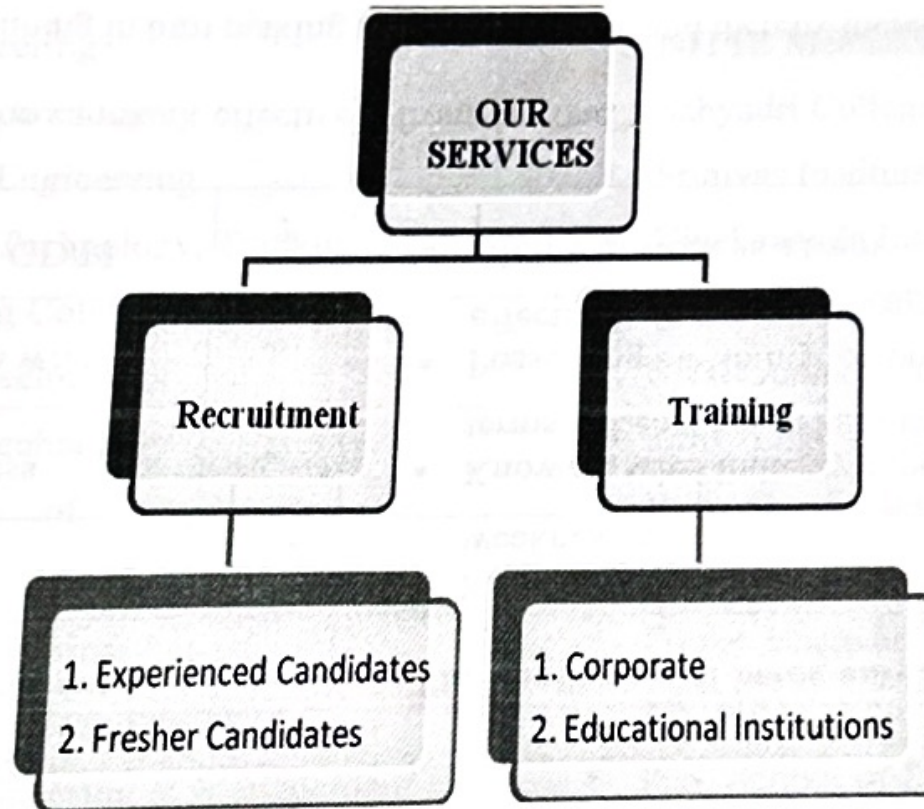 OUR
SERVICES
Recruitment
Training
1. Experienced Candidates
2. Fresher Candidates
1. Corporate
2. Educational Institutions